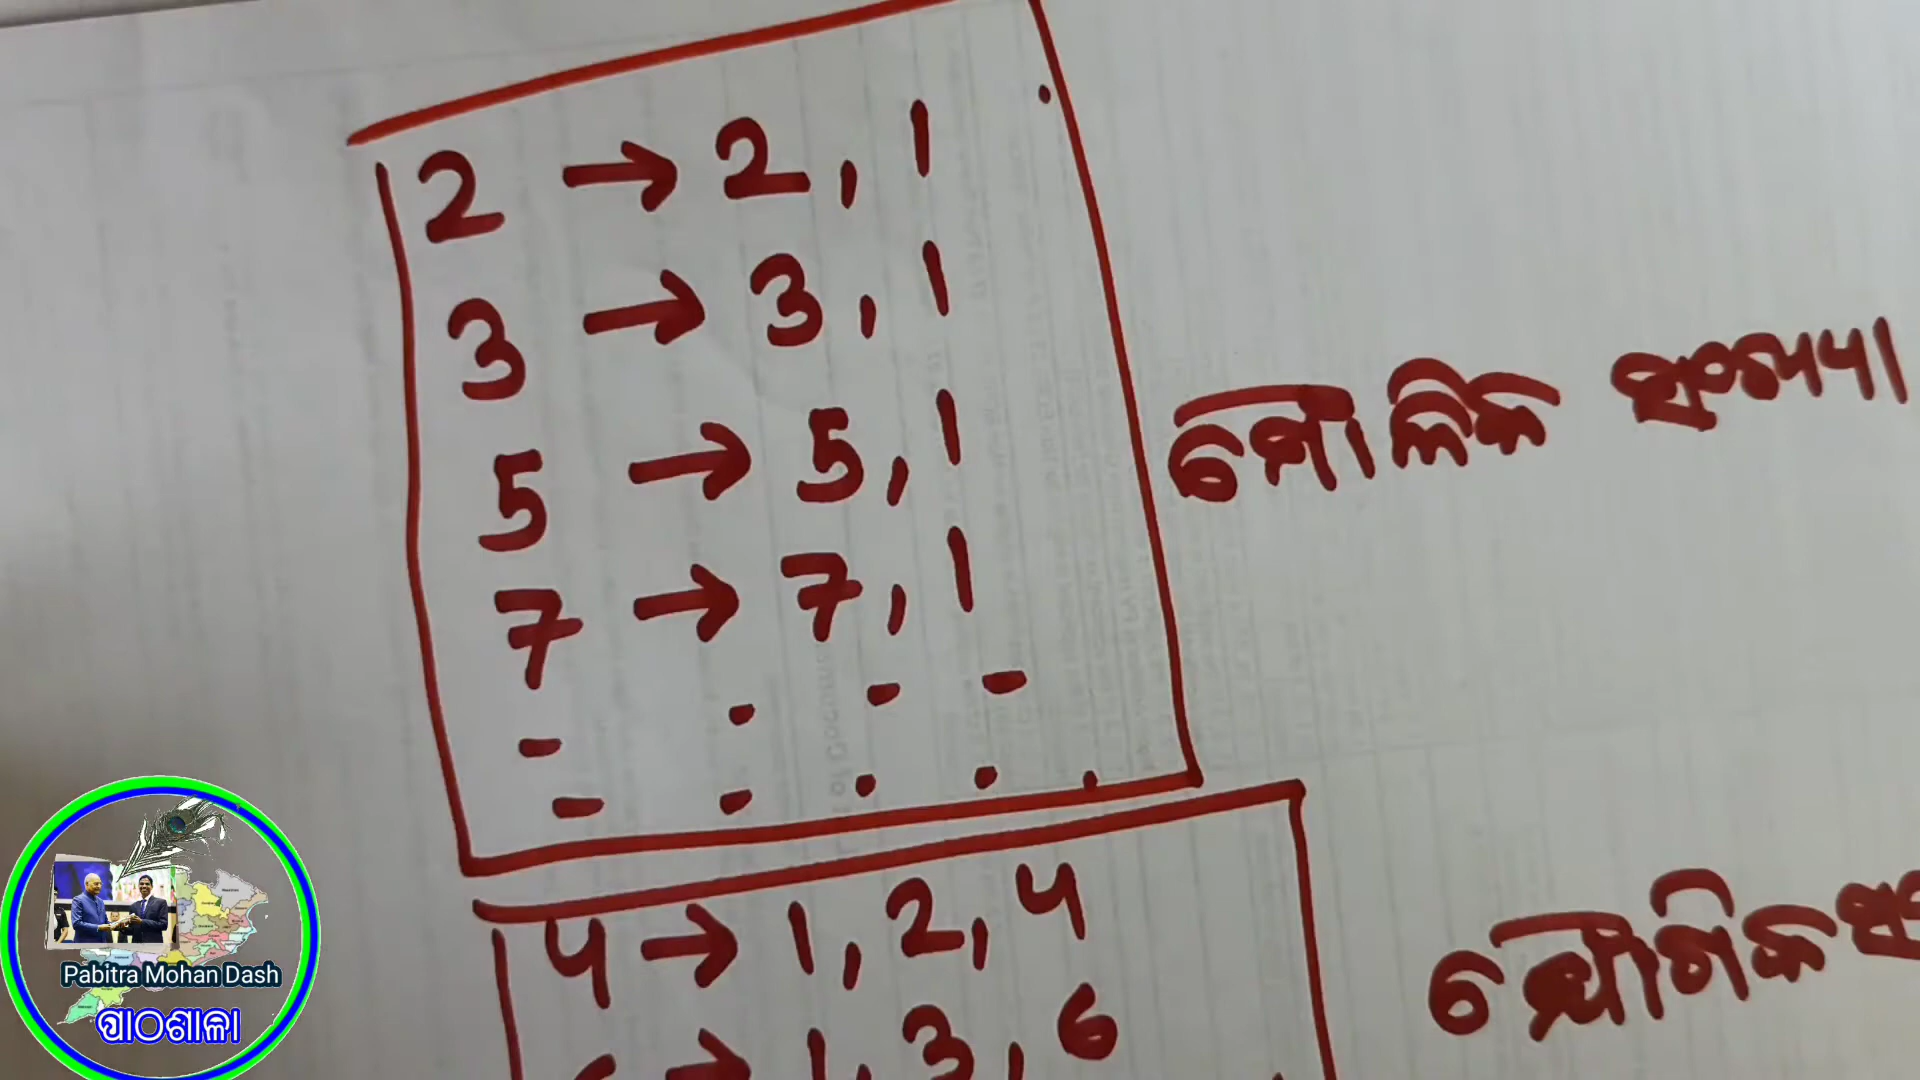 2 → 2, 1
3 → 3, 1
5 → 5, 1
7 → 7, 1
ମୌଳିକ ସଂଖ୍ୟା
4 → 1, 2, 4
6 → 1, 3, 6
ଯୌଗିକ
Pabitra Mohan Dash
ପାଠଶାଳା